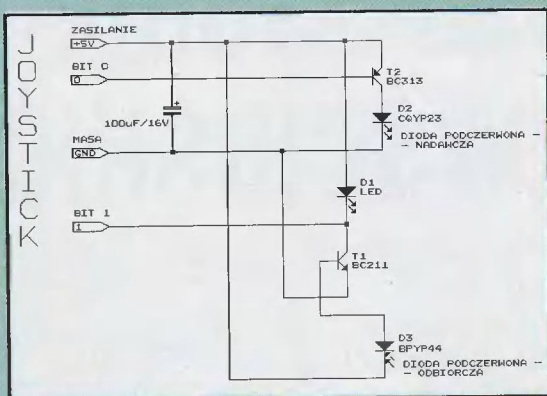 JOYSTICK
ZASILANIE
+5V
BIT 0
0
100uF/16V
+
MASA
GND
BIT 1
1
T2
BC313
D2
CQYP23
DIODA PODCZERWONA -
- NADAWCZA
D1
LED
T1
BC211
D3
BPYP44
DIODA PODCZERWONA -
- ODBIORCZA